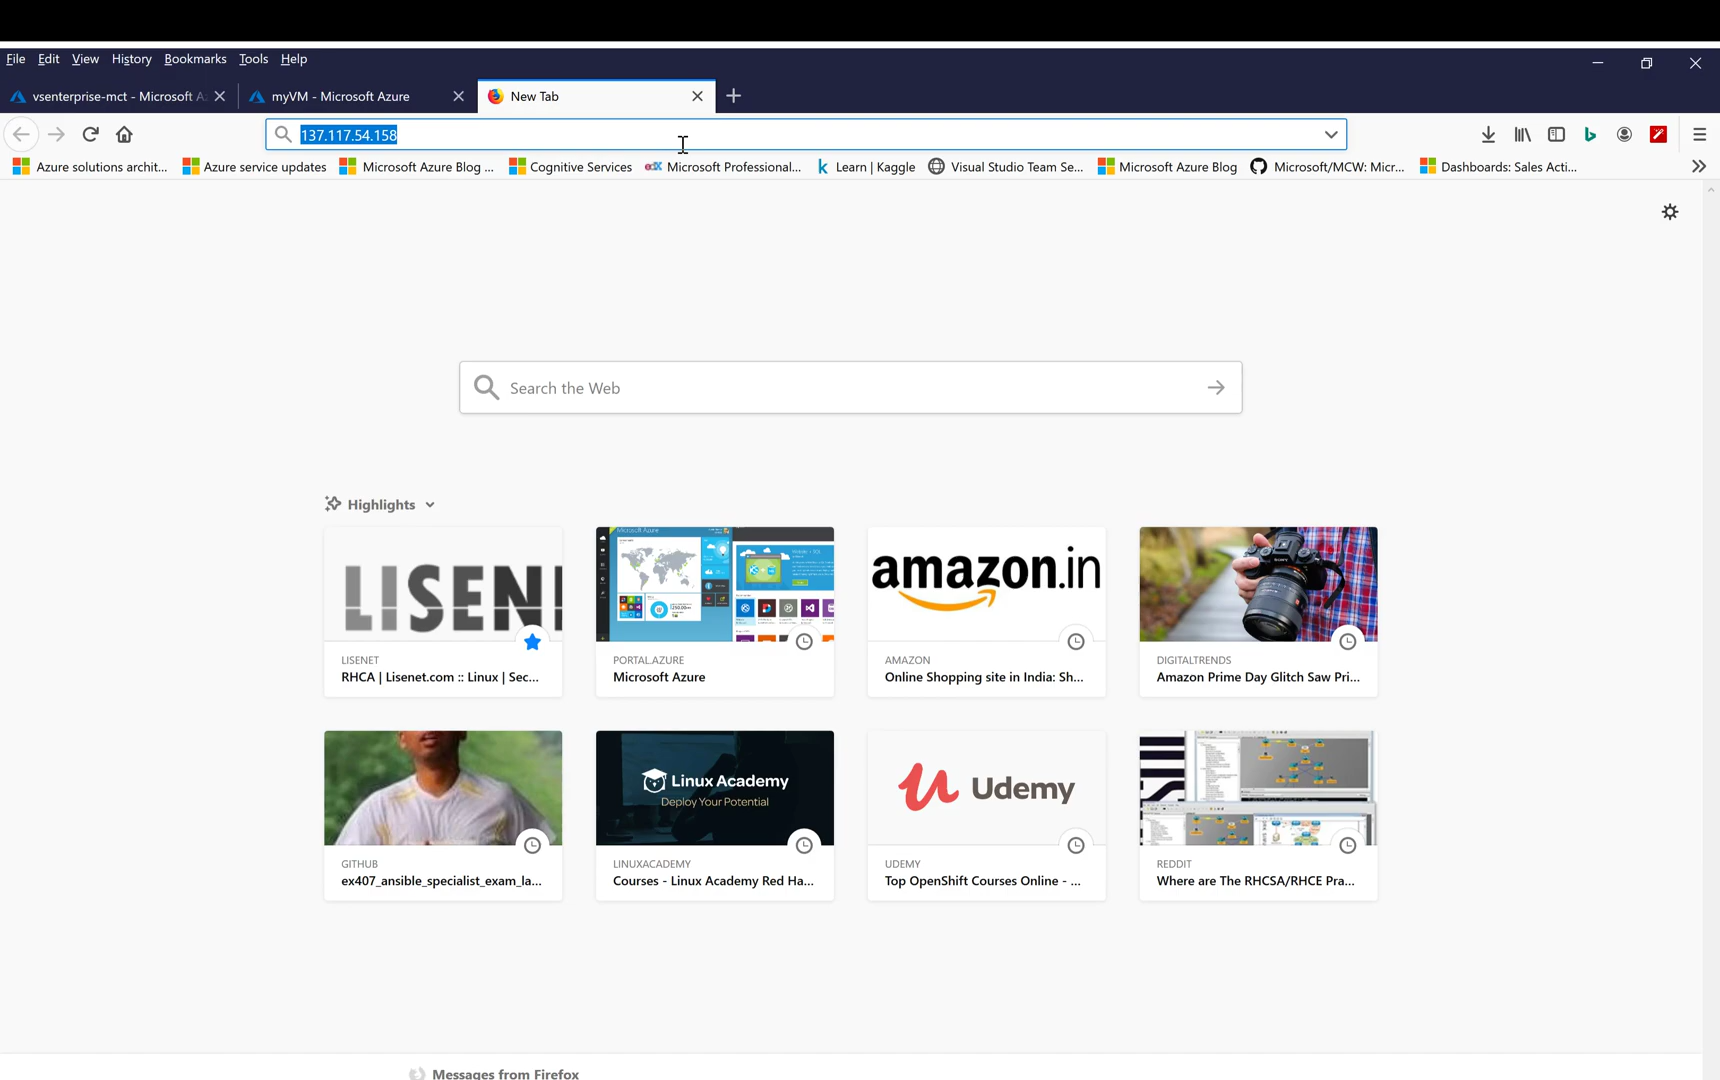 File Edit View History Bookmarks Tools Help
vsenterprise-mct - Microsoft A
myVM - Microsoft Azure
New Tab
137.117.54.158
Azure solutions archit... Azure service updates Microsoft Azure Blog ... Cognitive Services edX Microsoft Professional... Learn | Kaggle Visual Studio Team Se... Microsoft Azure Blog Microsoft/MCW: Micr... Dashboards: Sales Acti...
Search the Web
Highlights
LISEN
Microsoft Azure
amazon.in
LISENET
RHCA | Lisenet.com :: Linux | Sec...
PORTAL.AZURE
Microsoft Azure
AMAZON
Online Shopping site in India: Sh...
DIGITALTRENDS
Amazon Prime Day Glitch Saw Pri...
Linux Academy
Deploy Your Potential
Udemy
GITHUB
ex407_ansible_specialist_exam_la...
LINUXACADEMY
Courses - Linux Academy Red Ha...
UDEMY
Top OpenShift Courses Online - ...
REDDIT
Where are The RHCSA/RHCE Pra...
Messages from Firefox